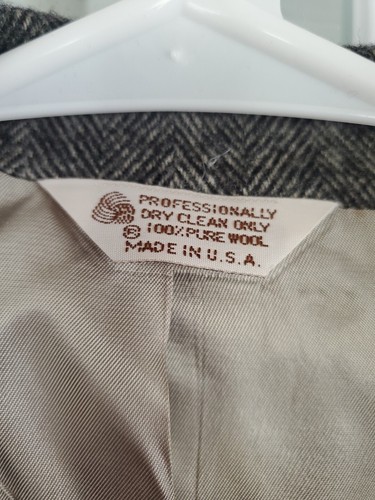 PROFESSIONALLY
DRY CLEAN ONLY
® 100% PURE WOOL
MADE IN U.S.A.